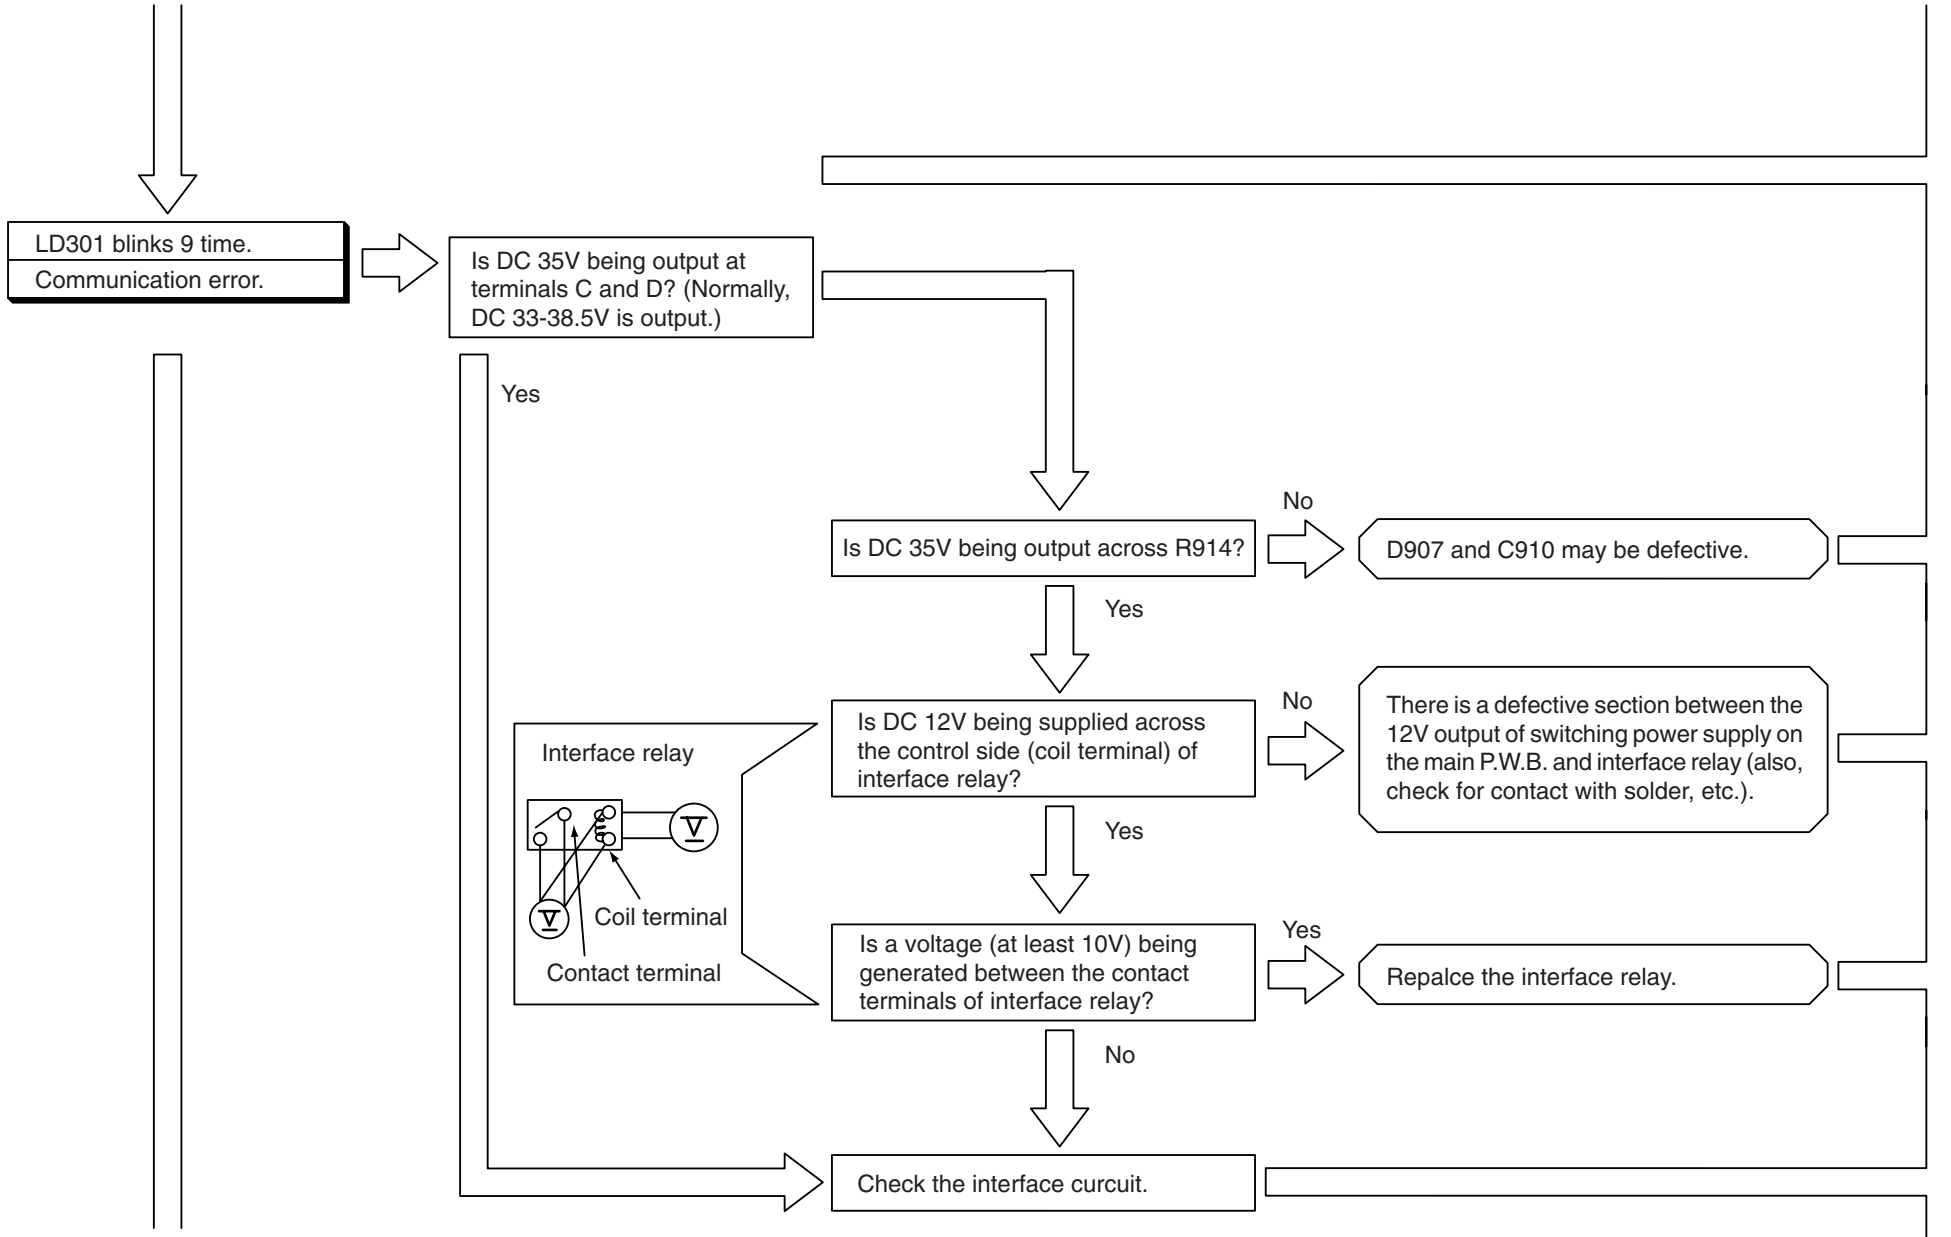 LD301 blinks 9 time.
Communication error.
Is DC 35V being output at
terminals C and D? (Normally,
DC 33-38.5V is output.)
Yes
Is DC 35V being output across R914?
No
D907 and C910 may be defective.
Yes
Is DC 12V being supplied across
the control side (coil terminal) of
interface relay?
No
There is a defective section between the
12V output of switching power supply on
the main P.W.B. and interface relay (also,
check for contact with solder, etc.).
Interface relay
V
V
Coil terminal
Contact terminal
Yes
Is a voltage (at least 10V) being
generated between the contact
terminals of interface relay?
Yes
Repalce the interface relay.
No
Check the interface curcuit.